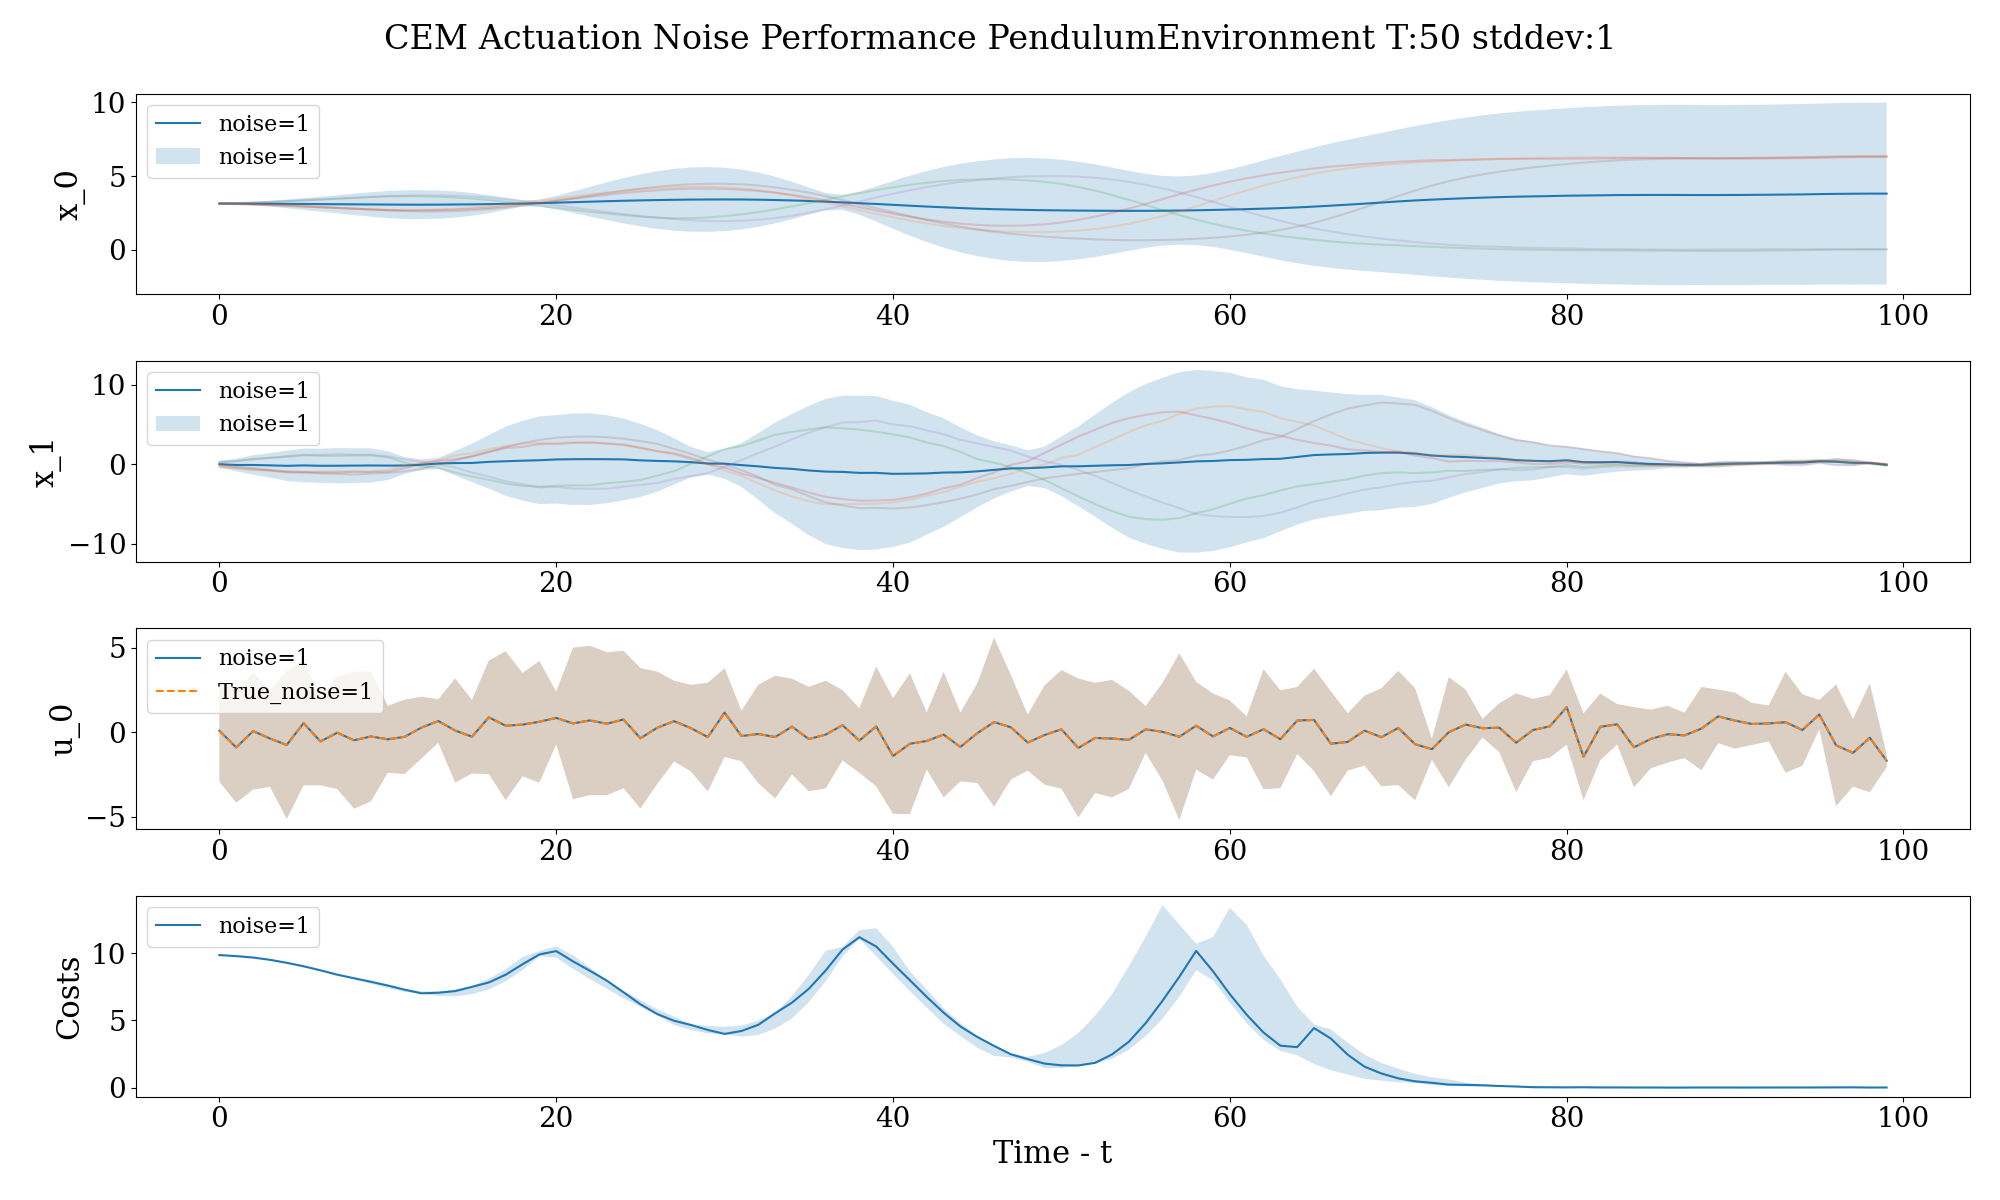 CEM Actuation Noise Performance PendulumEnvironment T:50 stddev:1
x_0
10
5
0
noise=1
noise=1
0 20 40 60 80 100
x_1
10
0
−10
noise=1
noise=1
0 20 40 60 80 100
u_0
5
0
−5
noise=1
True_noise=1
0 20 40 60 80 100
Costs
10
5
0
noise=1
0 20 40 60 80 100
Time - t